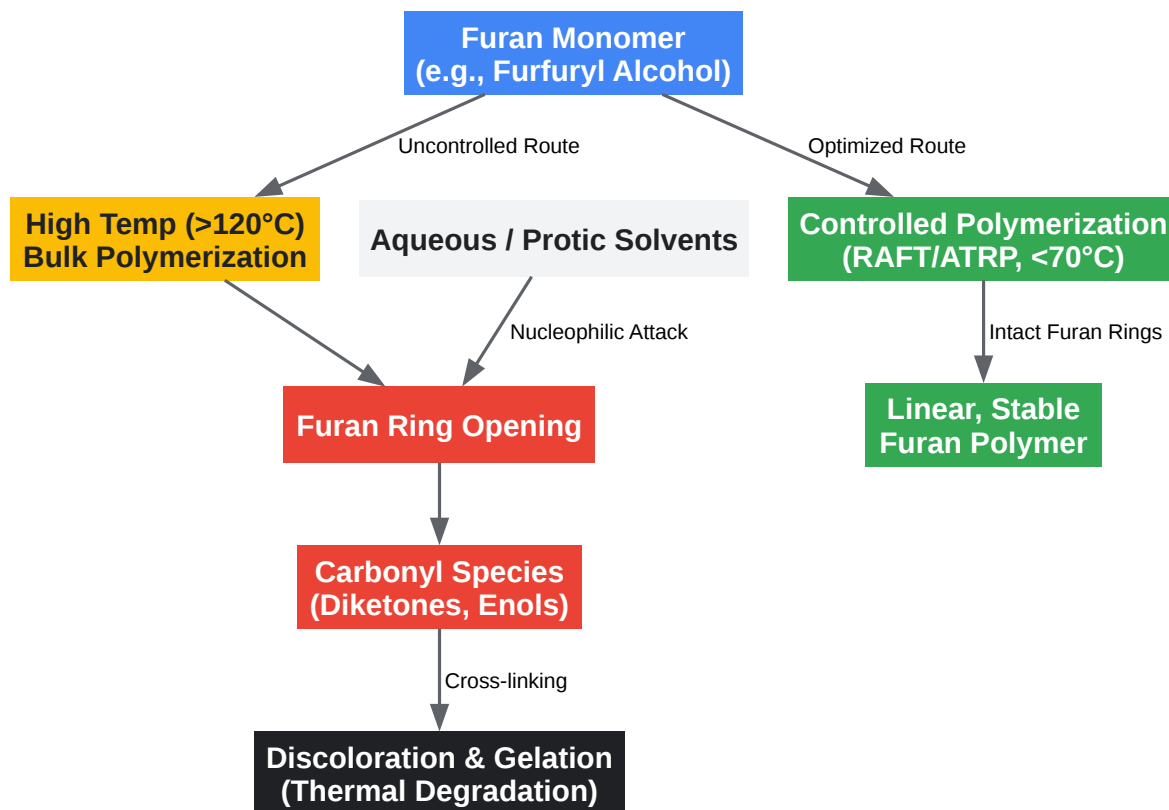 Furan Monomer
(e.g., Furfuryl Alcohol)
Uncontrolled Route
Optimized Route
High Temp (>120°C)
Bulk Polymerization
Aqueous / Protic Solvents
Controlled Polymerization
(RAFT/ATRP, <70°C)
Nucleophilic Attack
Intact Furan Rings
Furan Ring Opening
Linear, Stable
Furan Polymer
Carbonyl Species
(Diketones, Enols)
Cross-linking
Discoloration & Gelation
(Thermal Degradation)